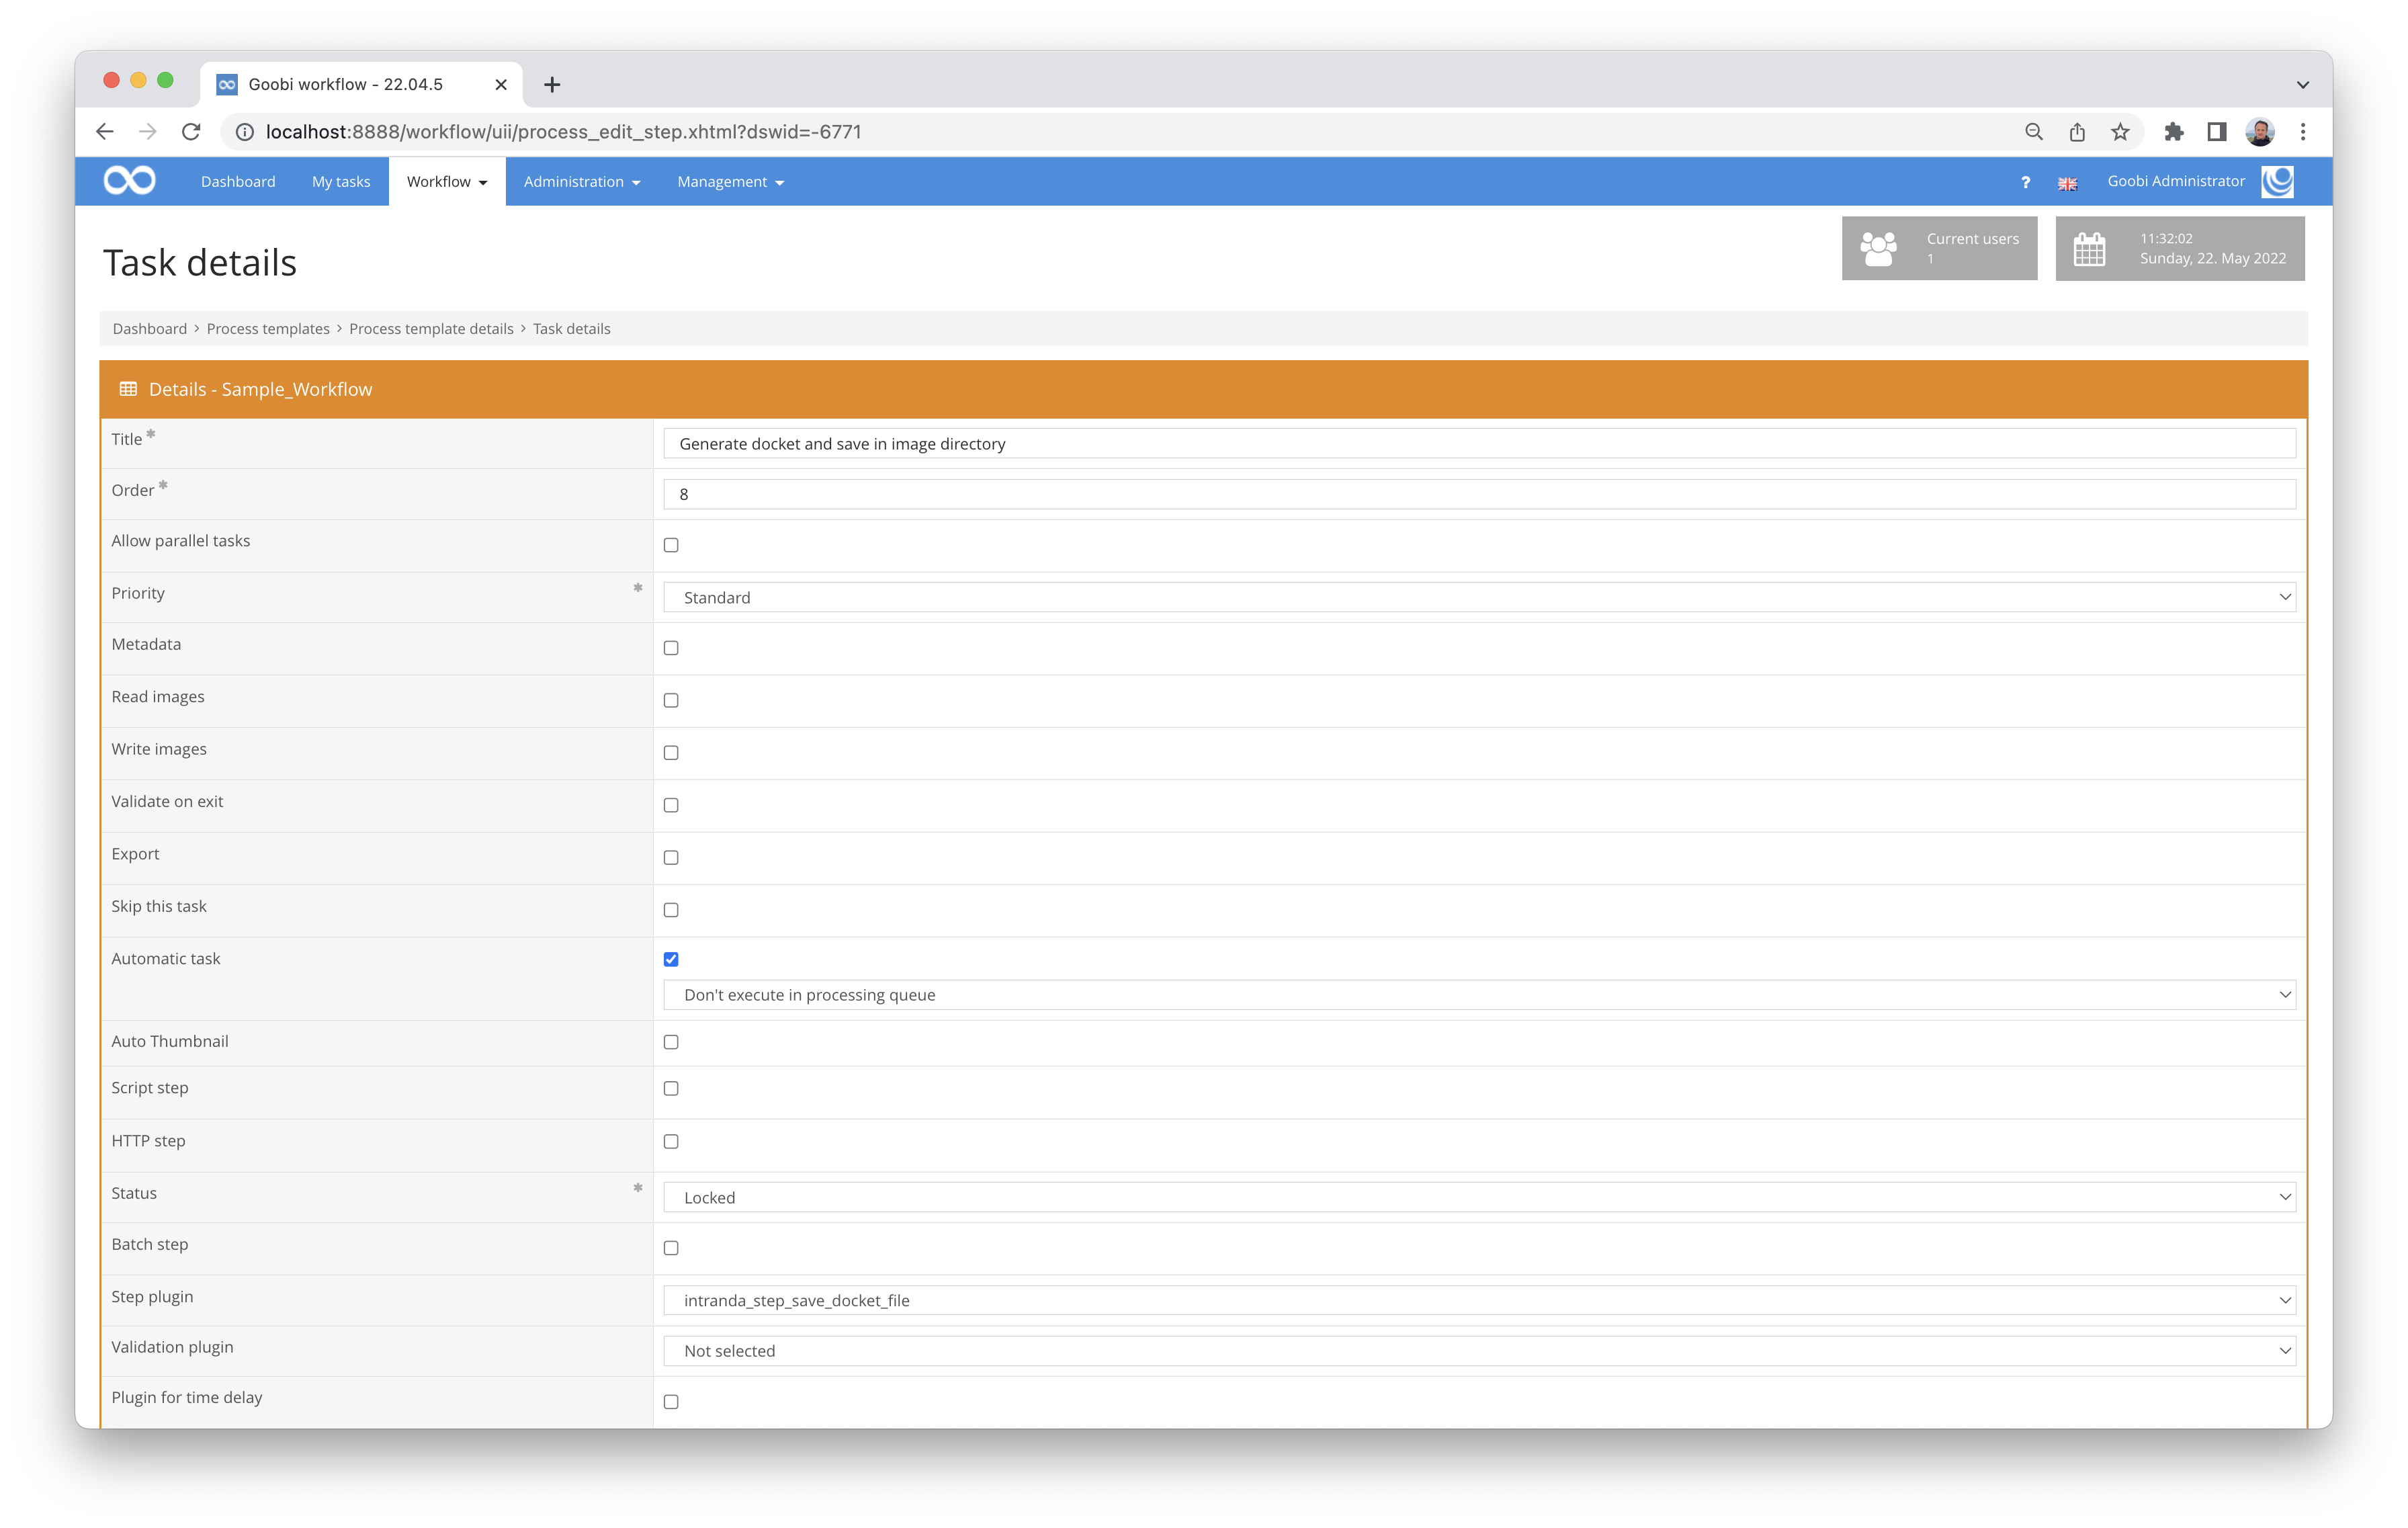 Goobi workflow - 22.04.5
localhost:8888/workflow/uii/process_edit_step.xhtml?dswid=-6771
Dashboard My tasks Workflow Administration Management ? Goobi Administrator
Task details
Current users
1
11:32:02
Sunday, 22. May 2022
Dashboard > Process templates > Process template details > Task details
Details - Sample_Workflow
Title * Generate docket and save in image directory
Order * 8
Allow parallel tasks
Priority * Standard
Metadata
Read images
Write images
Validate on exit
Export
Skip this task
Automatic task
Don't execute in processing queue
Auto Thumbnail
Script step
HTTP step
Status * Locked
Batch step
Step plugin intranda_step_save_docket_file
Validation plugin Not selected
Plugin for time delay